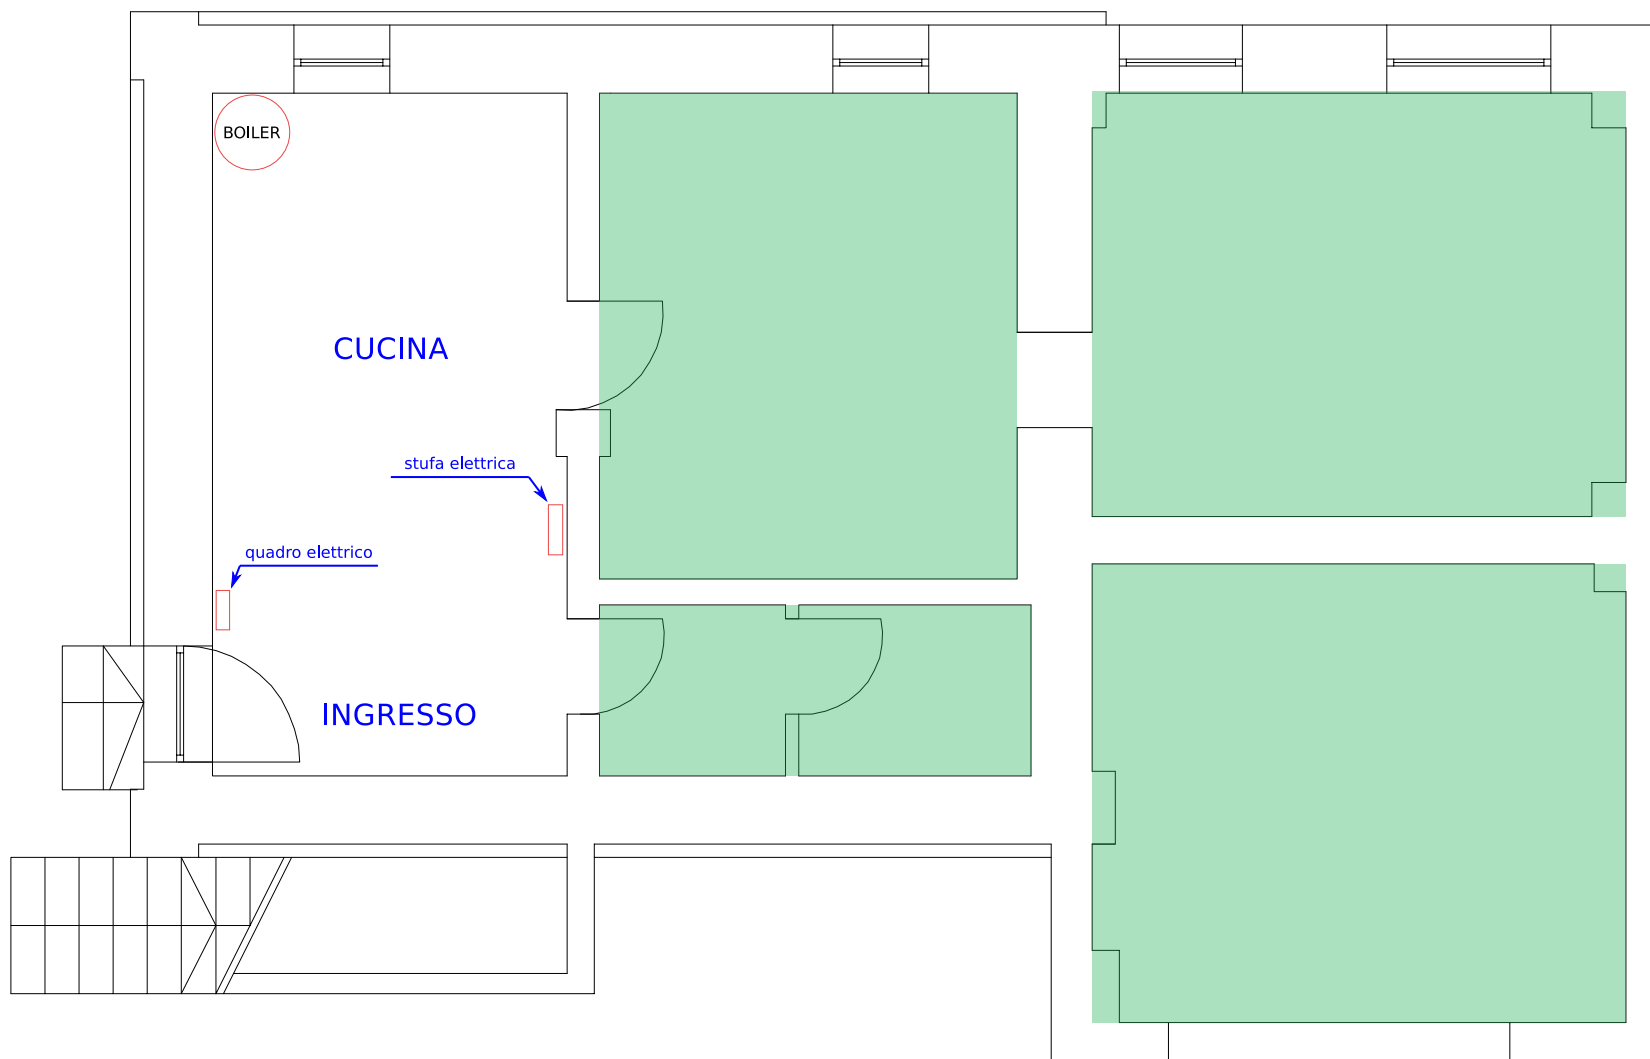 BOILER
CUCINA
stufa elettrica
quadro elettrico
INGRESSO